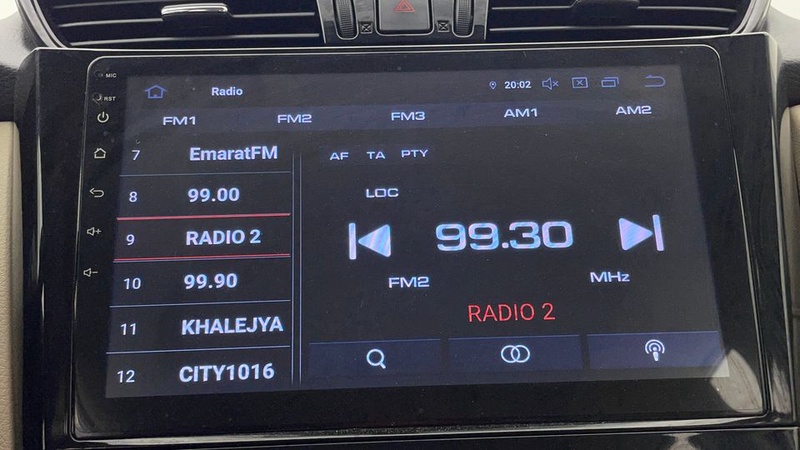 MIC
Radio
20:02
RST
FM1 FM2 FM3 AM1 AM2
7 EmaratFM
AF TA PTY
8 99.00
LOC
9 RADIO 2
99.30
10 99.90
FM2 MHz
11 KHALEJYA
RADIO 2
12 CITY1016